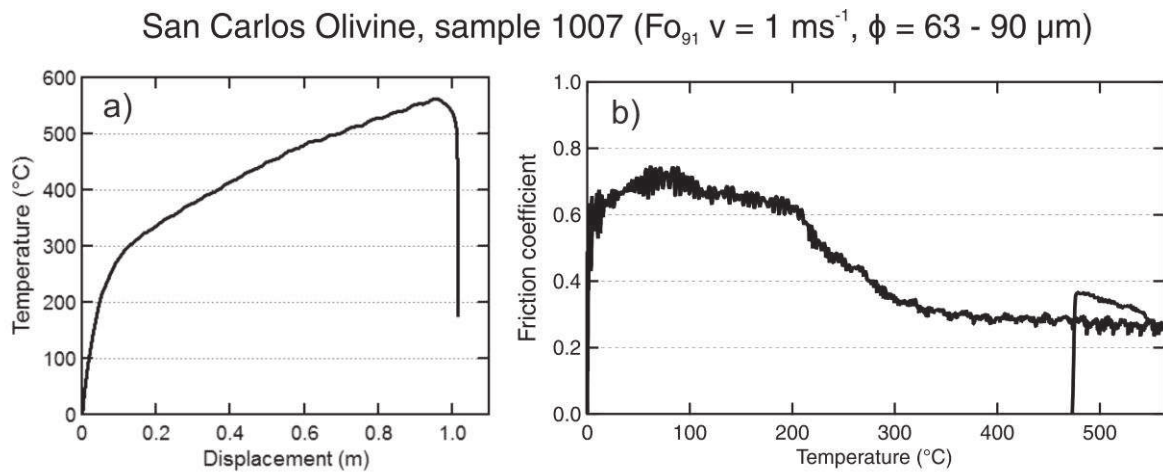 San Carlos Olivine, sample 1007 (Fo₉₁ v = 1 ms⁻¹, ϕ = 63 - 90 µm)
a)
600
500
400
300
200
100
0
Temperature (°C)
0 0.2 0.4 0.6 0.8 1.0
Displacement (m)
b)
1.0
0.8
0.6
0.4
0.2
0.0
Friction coefficient
0 100 200 300 400 500
Temperature (°C)